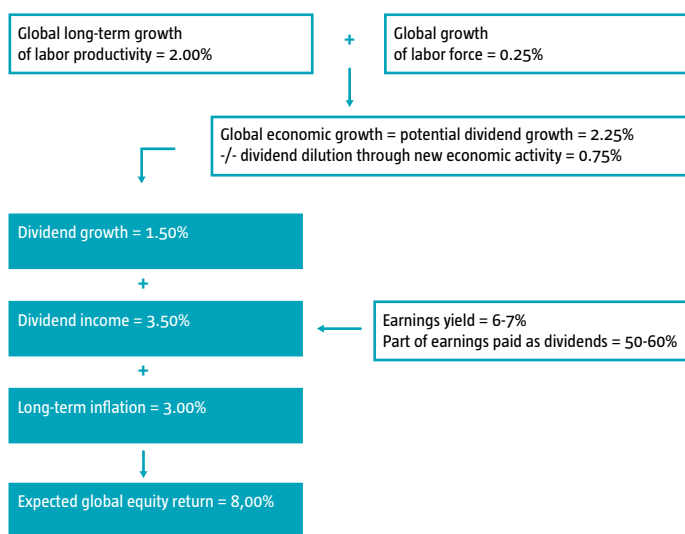 Global long-term growth
of labor productivity = 2.00%
+
Global growth
of labor force = 0.25%
Global economic growth = potential dividend growth = 2.25%
-/- dividend dilution through new economic activity = 0.75%
Dividend growth = 1.50%
+
Dividend income = 3.50%
Earnings yield = 6-7%
Part of earnings paid as dividends = 50-60%
+
Long-term inflation = 3.00%
Expected global equity return = 8,00%